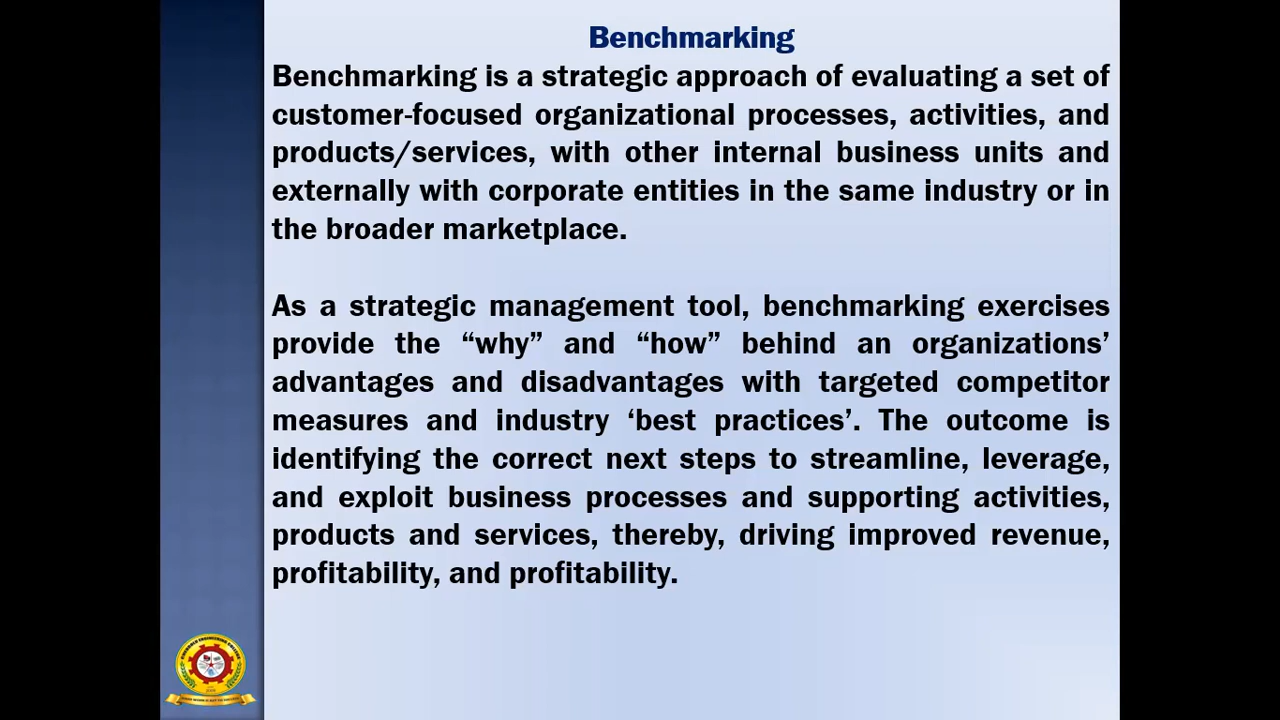 Benchmarking
Benchmarking is a strategic approach of evaluating a set of
customer-focused organizational processes, activities, and
products/services, with other internal business units and
externally with corporate entities in the same industry or in
the broader marketplace.
As a strategic management tool, benchmarking exercises
provide the “why” and “how” behind an organizations’
advantages and disadvantages with targeted competitor
measures and industry ‘best practices’. The outcome is
identifying the correct next steps to streamline, leverage,
and exploit business processes and supporting activities,
products and services, thereby, driving improved revenue,
profitability, and profitability.